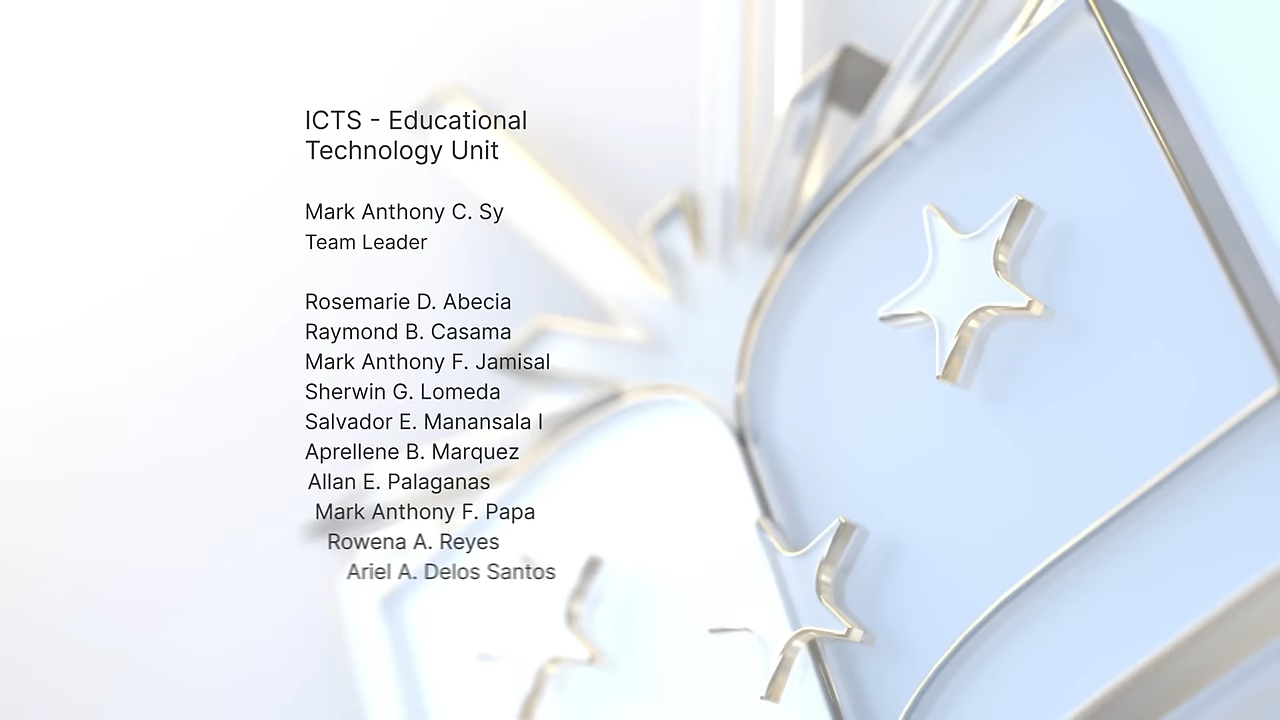 ICTS - Educational
Technology Unit
Mark Anthony C. Sy
Team Leader
Rosemarie D. Abecia
Raymond B. Casama
Mark Anthony F. Jamisal
Sherwin G. Lomeda
Salvador E. Manansala I
Aprellene B. Marquez
Allan E. Palaganas
Mark Anthony F. Papa
Rowena A. Reyes
Ariel A. Delos Santos